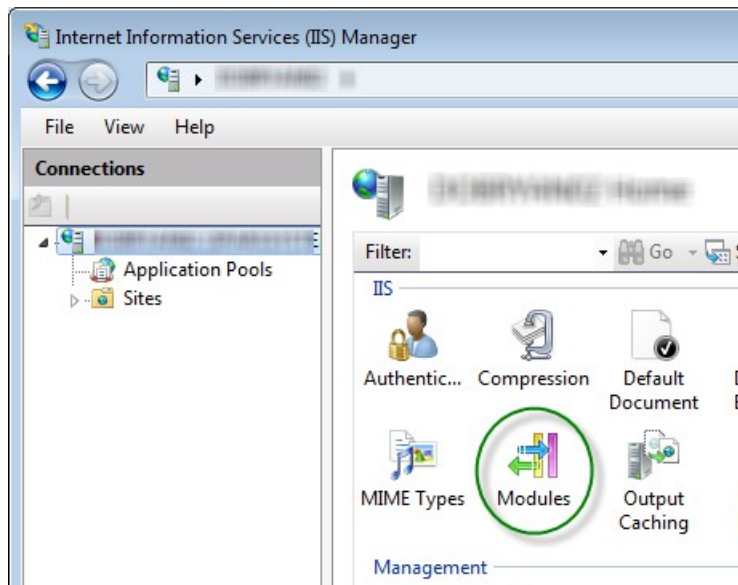 Internet Information Services (IIS) Manager
File View Help
Connections
Application Pools
Sites
Home
Filter: Go
IIS
Authentic... Compression Default Document
MIME Types Modules Output Caching
Management